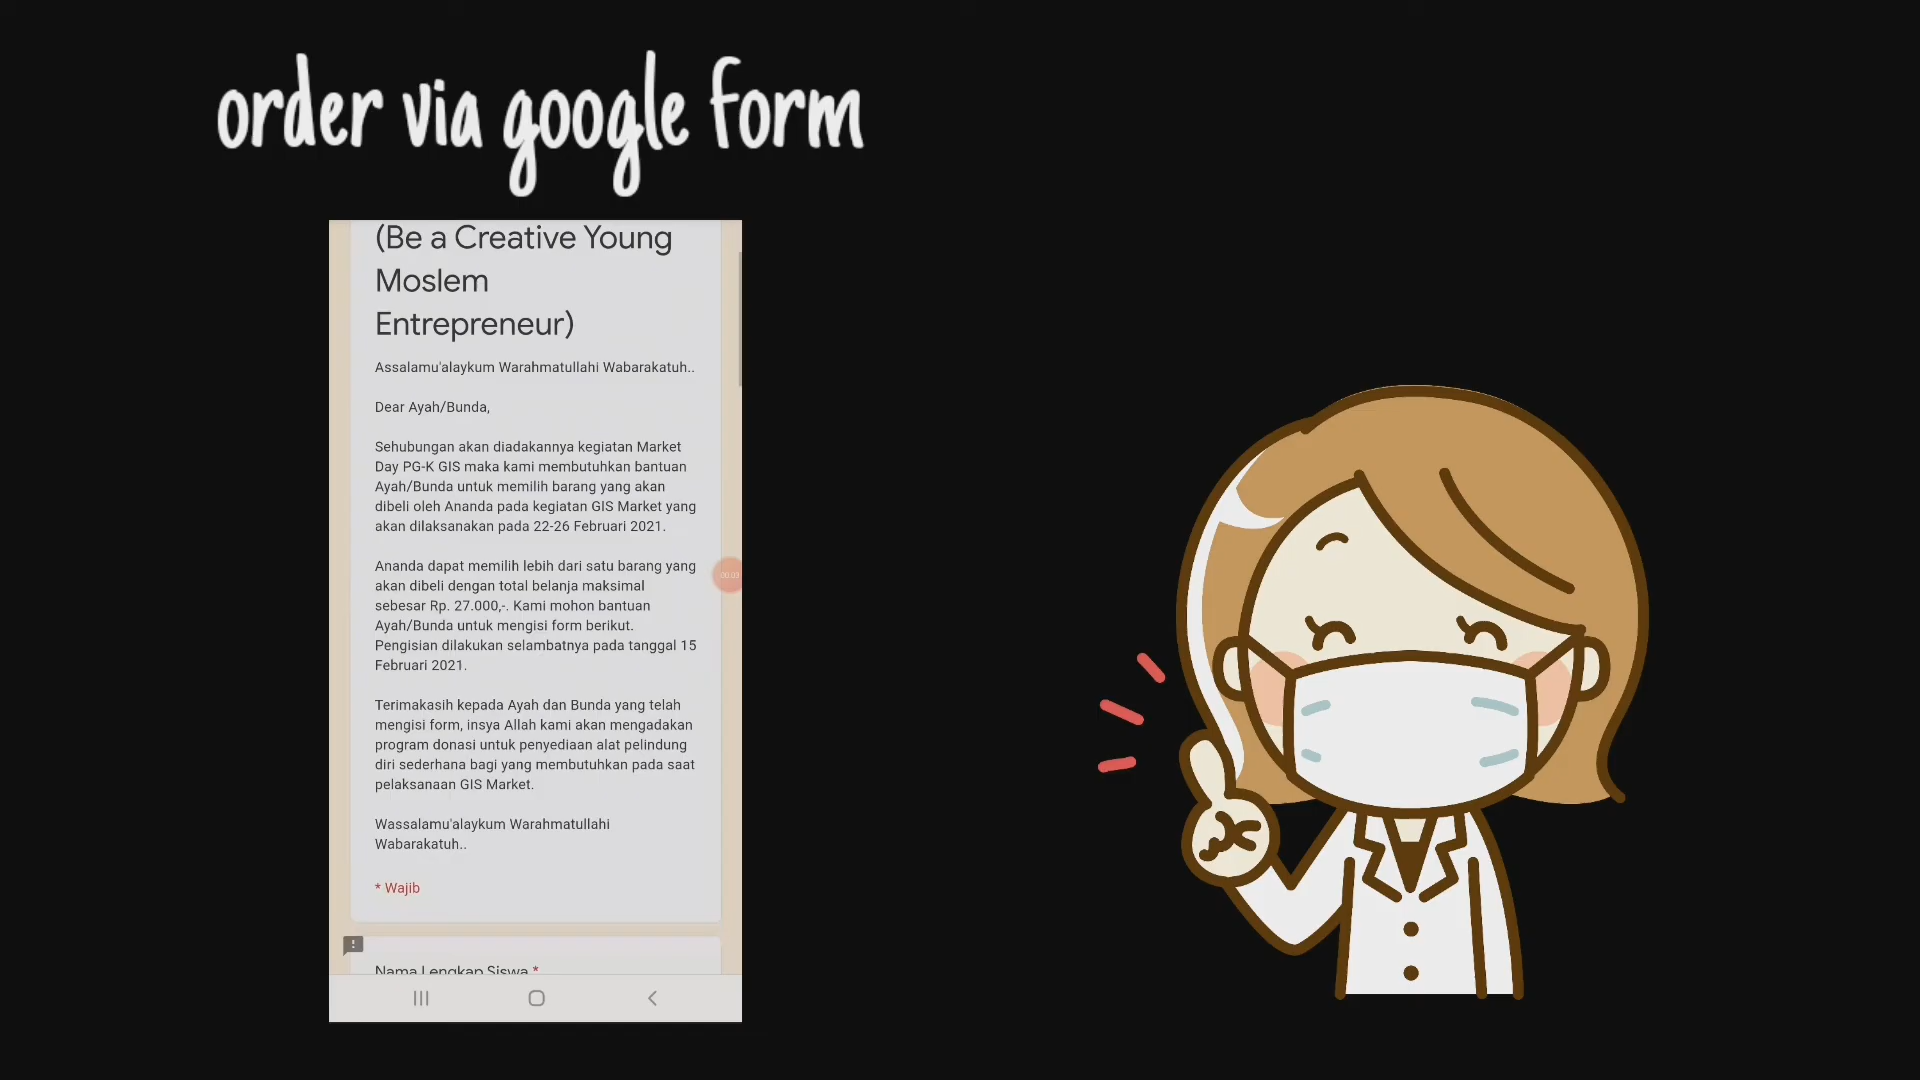 order via google form
(Be a Creative Young
Moslem
Entrepreneur)
Assalamu'alaykum Warahmatullahi Wabarakatuh..
Dear Ayah/Bunda,
Sehubungan akan diadakannya kegiatan Market
Day PG-K GIS maka kami membutuhkan bantuan
Ayah/Bunda untuk memilih barang yang akan
dibeli oleh Ananda pada kegiatan GIS Market yang
akan dilaksanakan pada 22-26 Februari 2021.
Ananda dapat memilih lebih dari satu barang yang
akan dibeli dengan total belanja maksimal
sebesar Rp. 27.000,-. Kami mohon bantuan
Ayah/Bunda untuk mengisi form berikut.
Pengisian dilakukan selambatnya pada tanggal 15
Februari 2021.
Terimakasih kepada Ayah dan Bunda yang telah
mengisi form, insya Allah kami akan mengadakan
program donasi untuk penyediaan alat pelindung
diri sederhana bagi yang membutuhkan pada saat
pelaksanaan GIS Market.
Wassalamu'alaykum Warahmatullahi
Wabarakatuh..
* Wajib
Nama Lengkap Siswa *
00:03